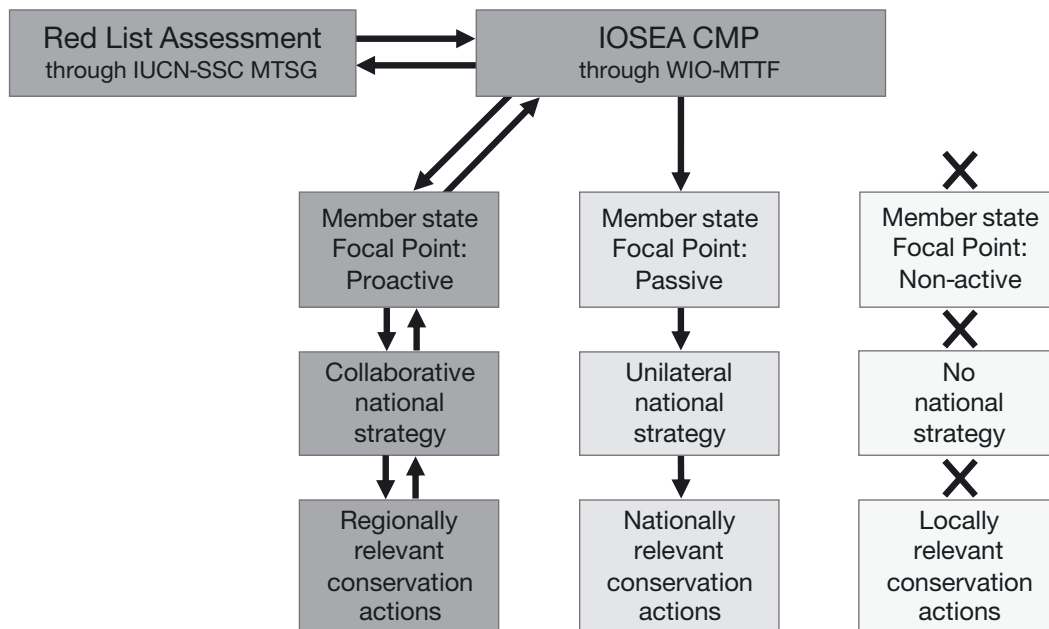 Red List Assessment
through IUCN-SSC MTSG
IOSEA CMP
through WIO-MTTF
Member state
Focal Point:
Proactive
Member state
Focal Point:
Passive
Member state
Focal Point:
Non-active
Collaborative
national
strategy
Unilateral
national
strategy
No
national
strategy
Regionally
relevant
conservation
actions
Nationally
relevant
conservation
actions
Locally
relevant
conservation
actions